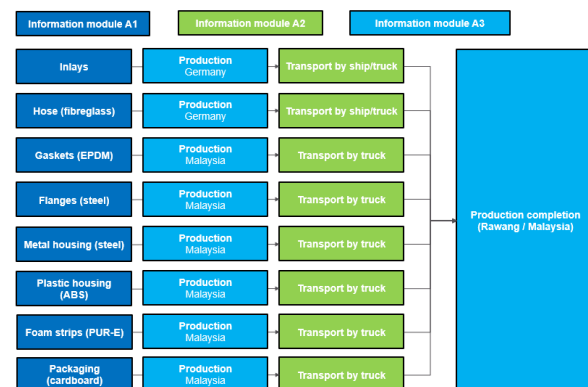 Information module A1
Information module A2
Information module A3
Inlays
Production
Germany
Transport by ship/truck
Hose (fibreglass)
Production
Germany
Transport by ship/truck
Gaskets (EPDM)
Production
Malaysia
Transport by truck
Flanges (steel)
Production
Malaysia
Transport by truck
Production completion
(Rawang / Malaysia)
Metal housing (steel)
Production
Malaysia
Transport by truck
Plastic housing
(ABS)
Production
Malaysia
Transport by truck
Foam strips (PUR-E)
Production
Malaysia
Transport by truck
Packaging
(cardboard)
Production
Malaysia
Transport by truck